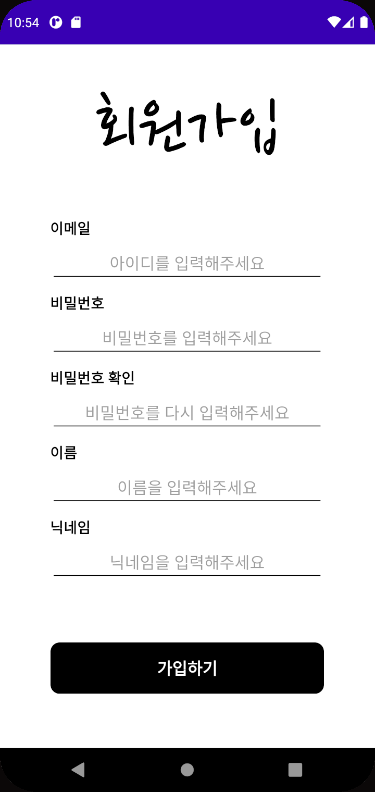 10:54
회원가입
이메일
아이디를 입력해주세요
비밀번호
비밀번호를 입력해주세요
비밀번호 확인
비밀번호를 다시 입력해주세요
이름
이름을 입력해주세요
닉네임
닉네임을 입력해주세요
가입하기